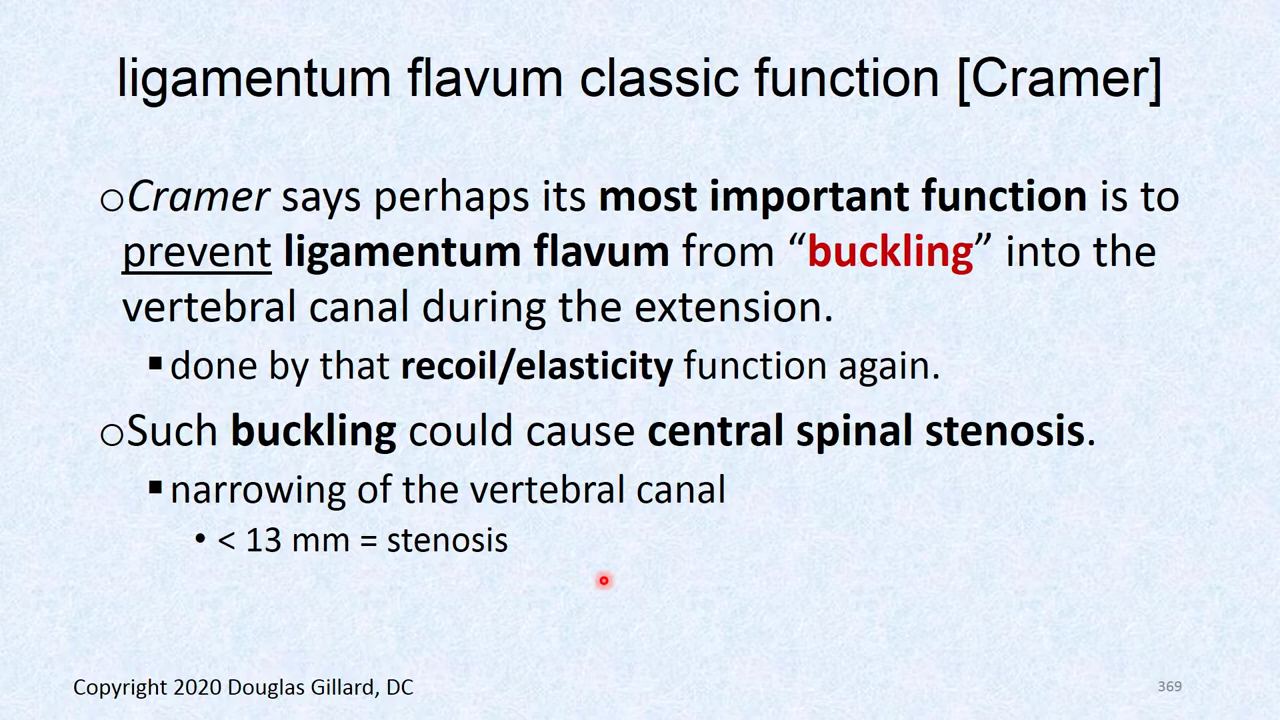 ligamentum flavum classic function [Cramer]
○Cramer says perhaps its most important function is to
prevent ligamentum flavum from “buckling” into the
vertebral canal during the extension.
▪done by that recoil/elasticity function again.
○Such buckling could cause central spinal stenosis.
▪narrowing of the vertebral canal
• < 13 mm = stenosis
Copyright 2020 Douglas Gillard, DC
369